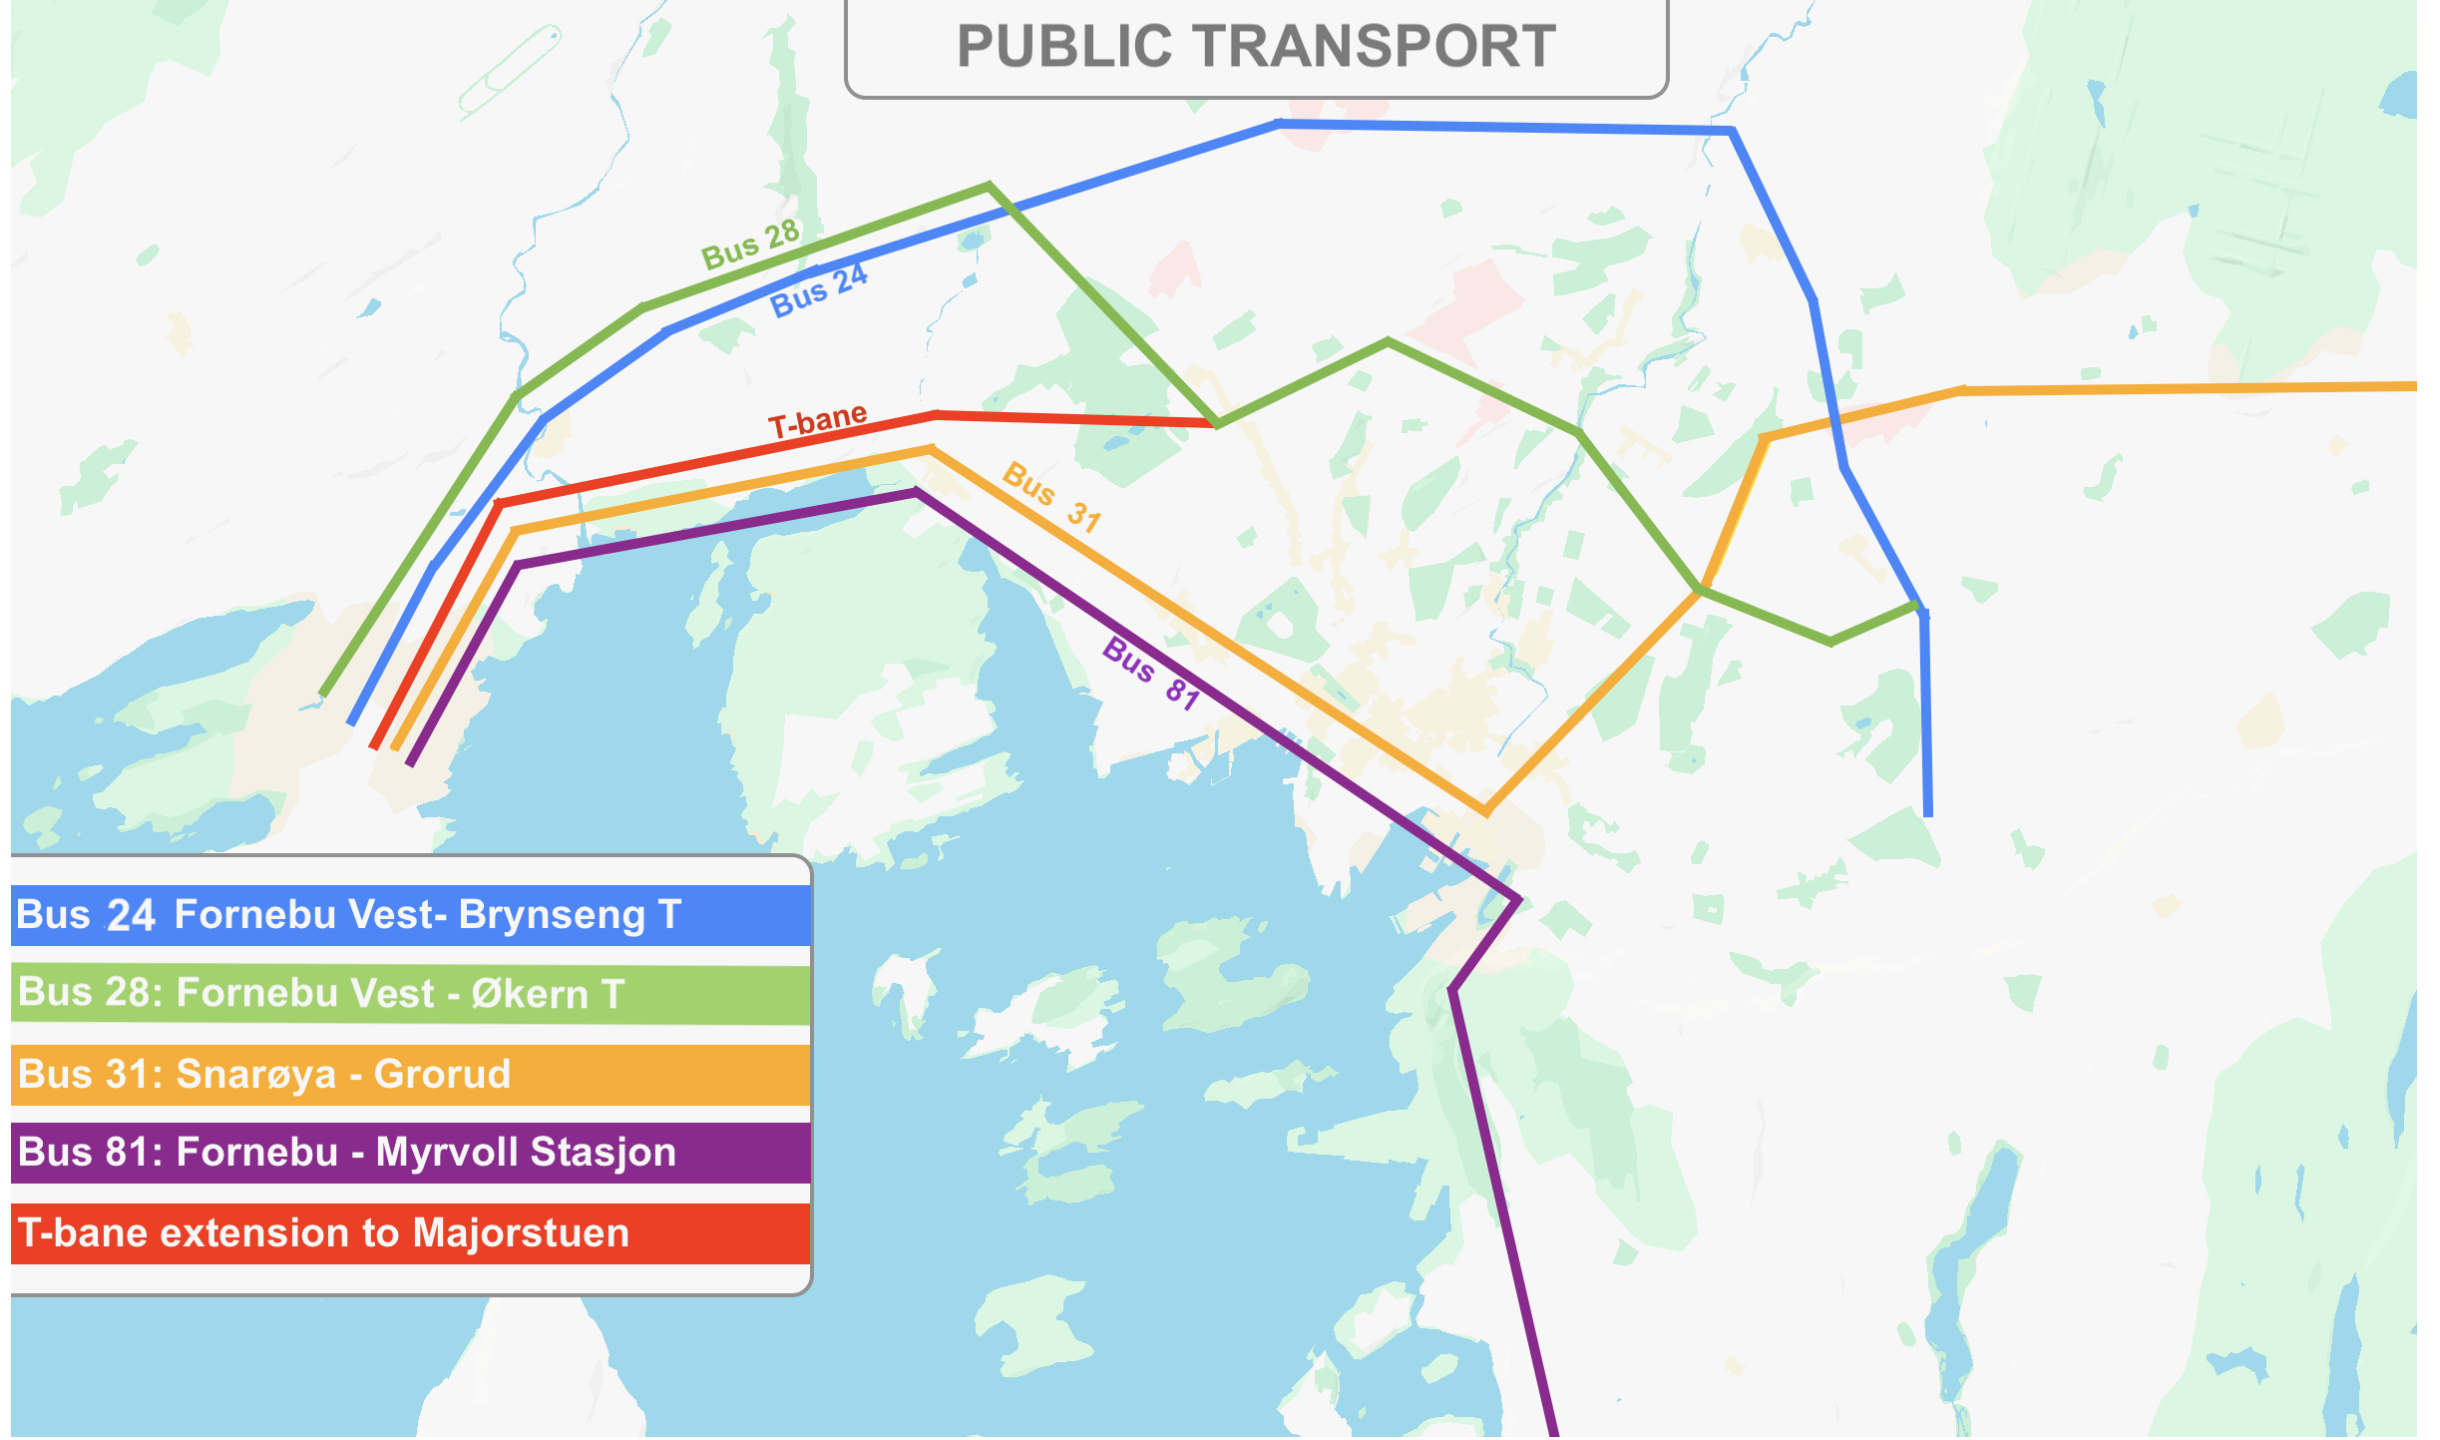 PUBLIC TRANSPORT
Bus 28
Bus 24
T-bane
Bus 31
Bus 81
Bus 24 Fornebu Vest- Brynseng T
Bus 28: Fornebu Vest - Økern T
Bus 31: Snarøya - Grorud
Bus 81: Fornebu - Myrvoll Stasjon
T-bane extension to Majorstuen